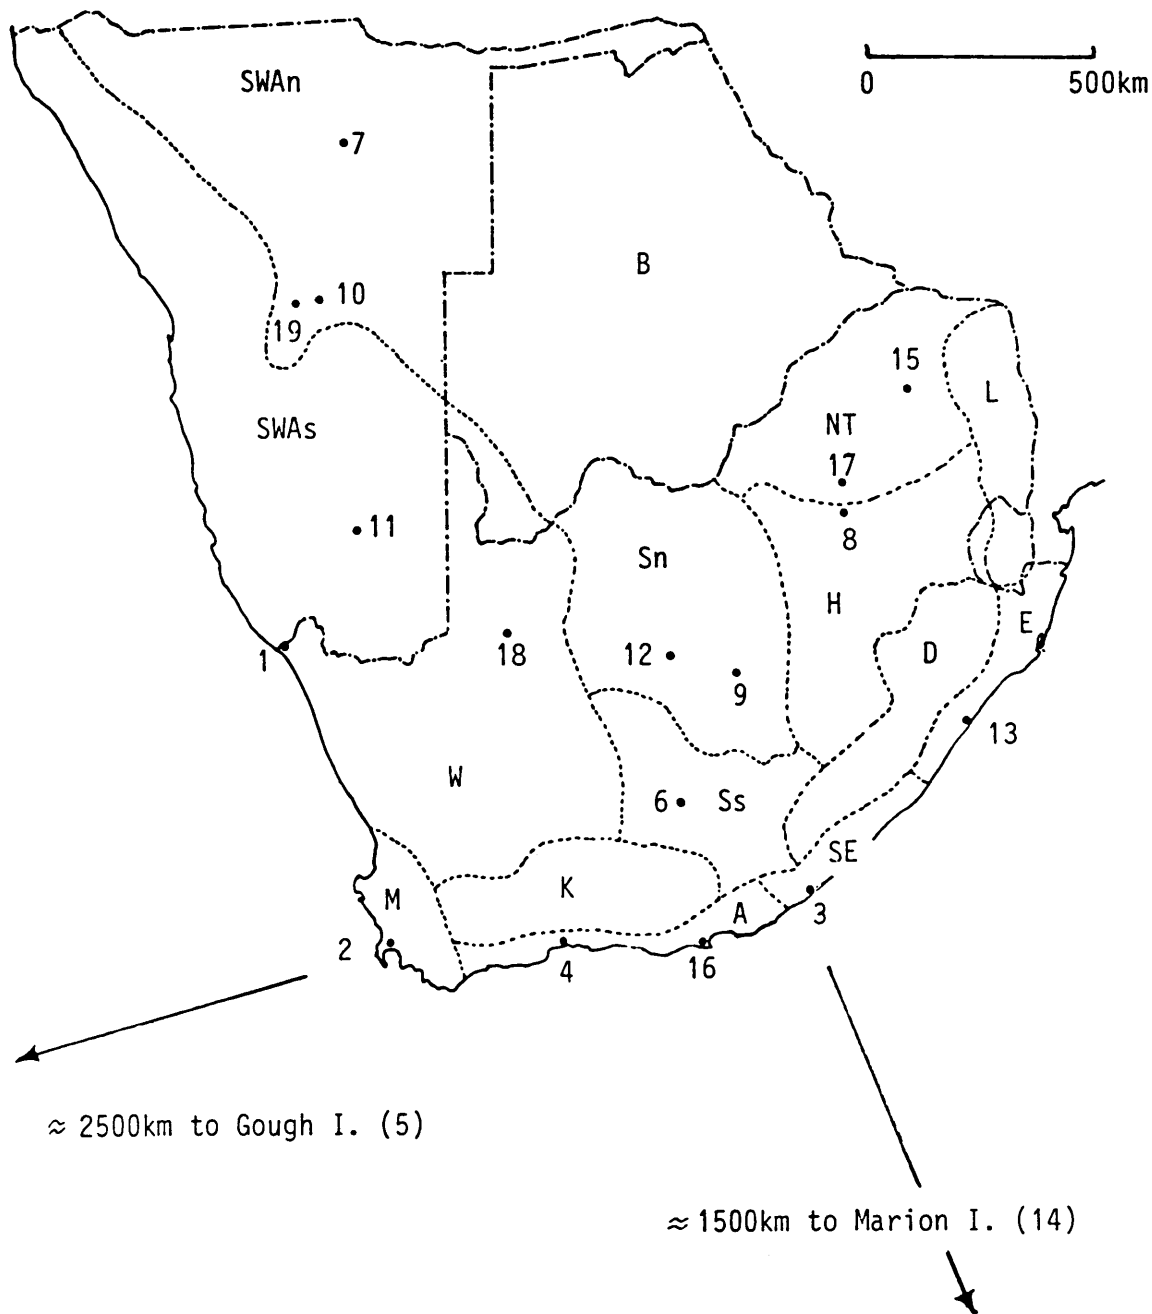 SWAn
0 500km
7
B
10
19
15
L
SWAs
NT
17
11
8
Sn
H
E
1
18
12
D
9
13
W
6
Ss
SE
K
M
A
3
2
4
16
≈ 2500km to Gough I. (5)
≈ 1500km to Marion I. (14)